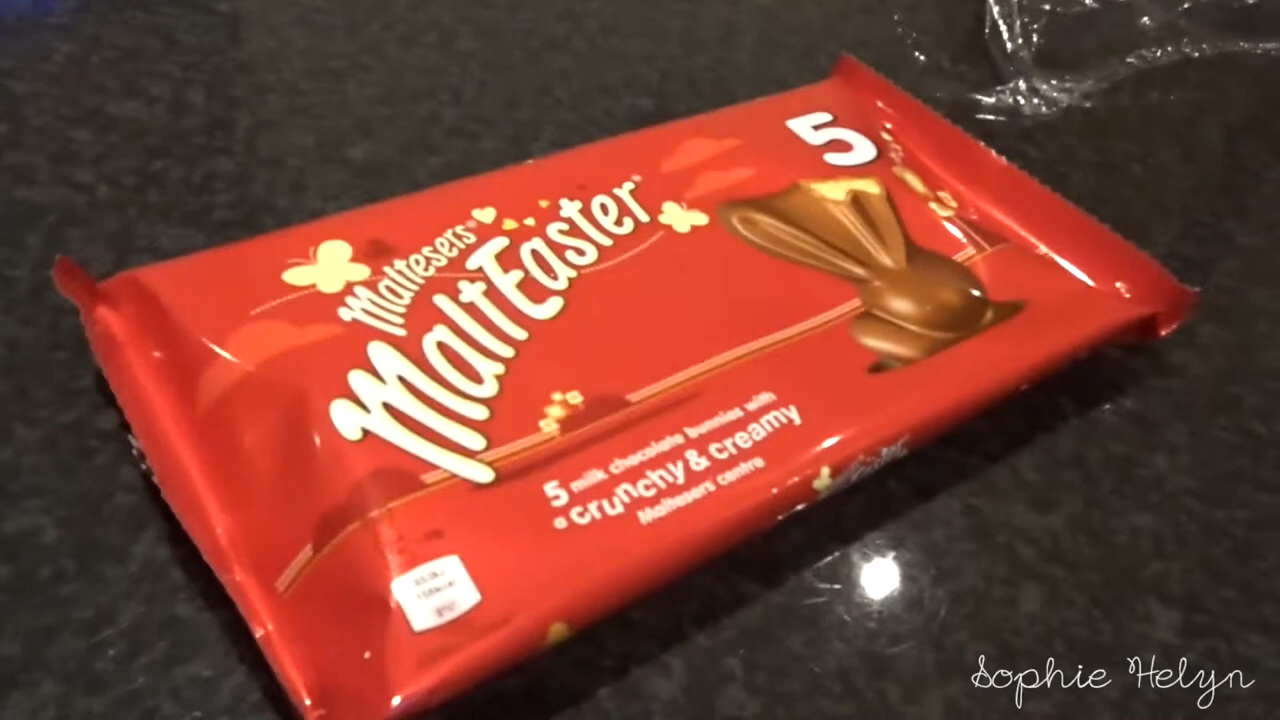 5
Maltesers®
MaltEaster
5 milk chocolate bunnies with
a crunchy & creamy
Maltesers centre
Sophie Helyn